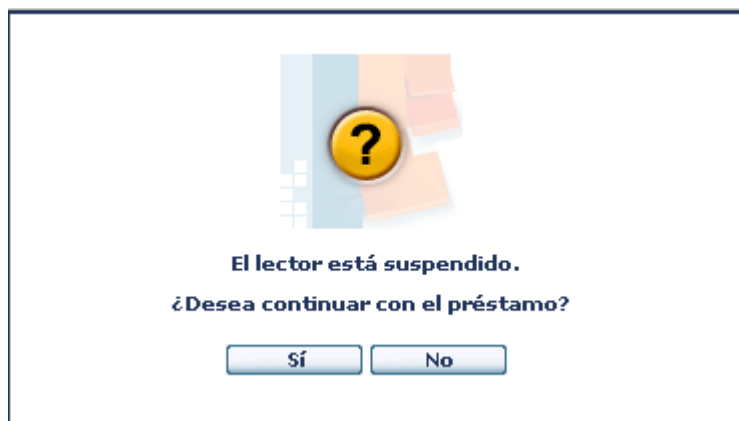 ?
El lector está suspendido.
¿Desea continuar con el préstamo?
Sí No